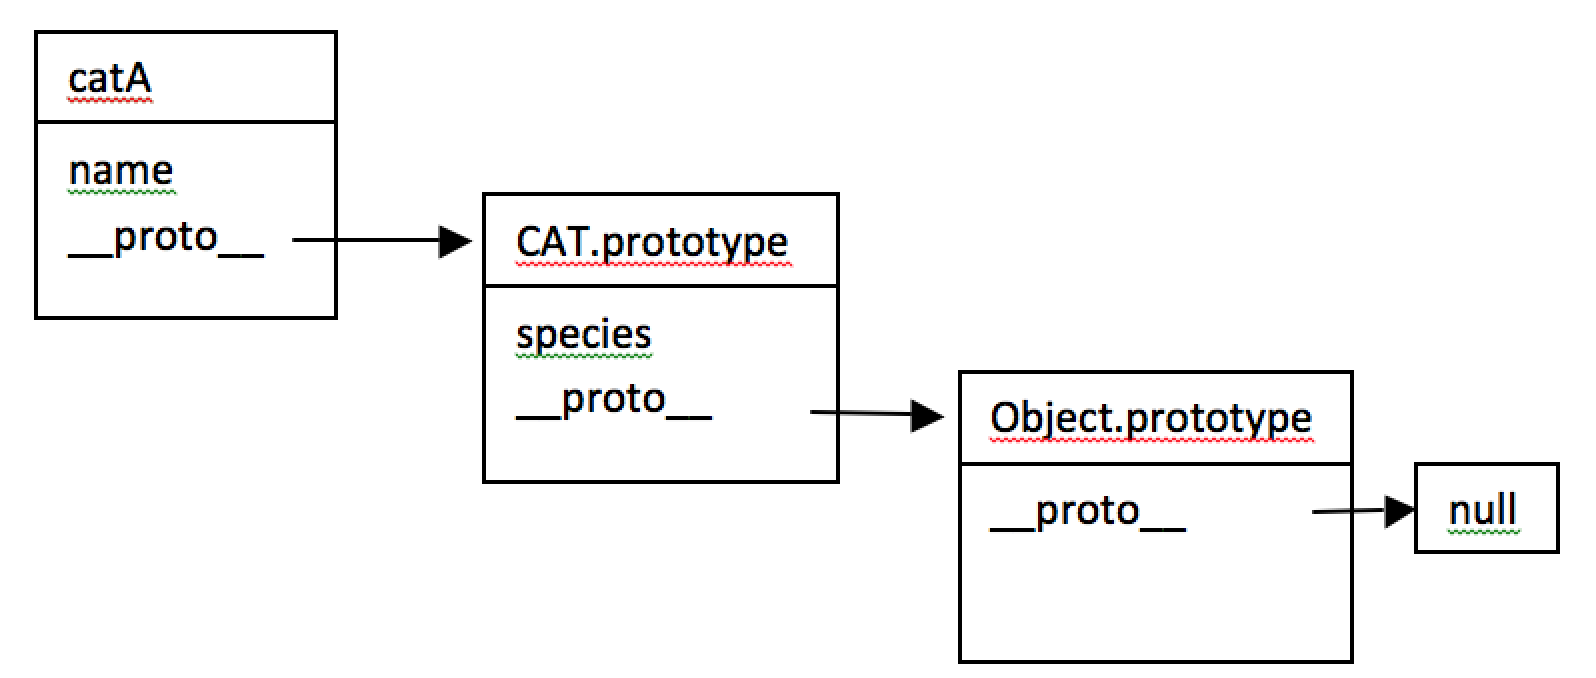 catA
name
__proto__
CAT.prototype
species
__proto__
Object.prototype
__proto__
null